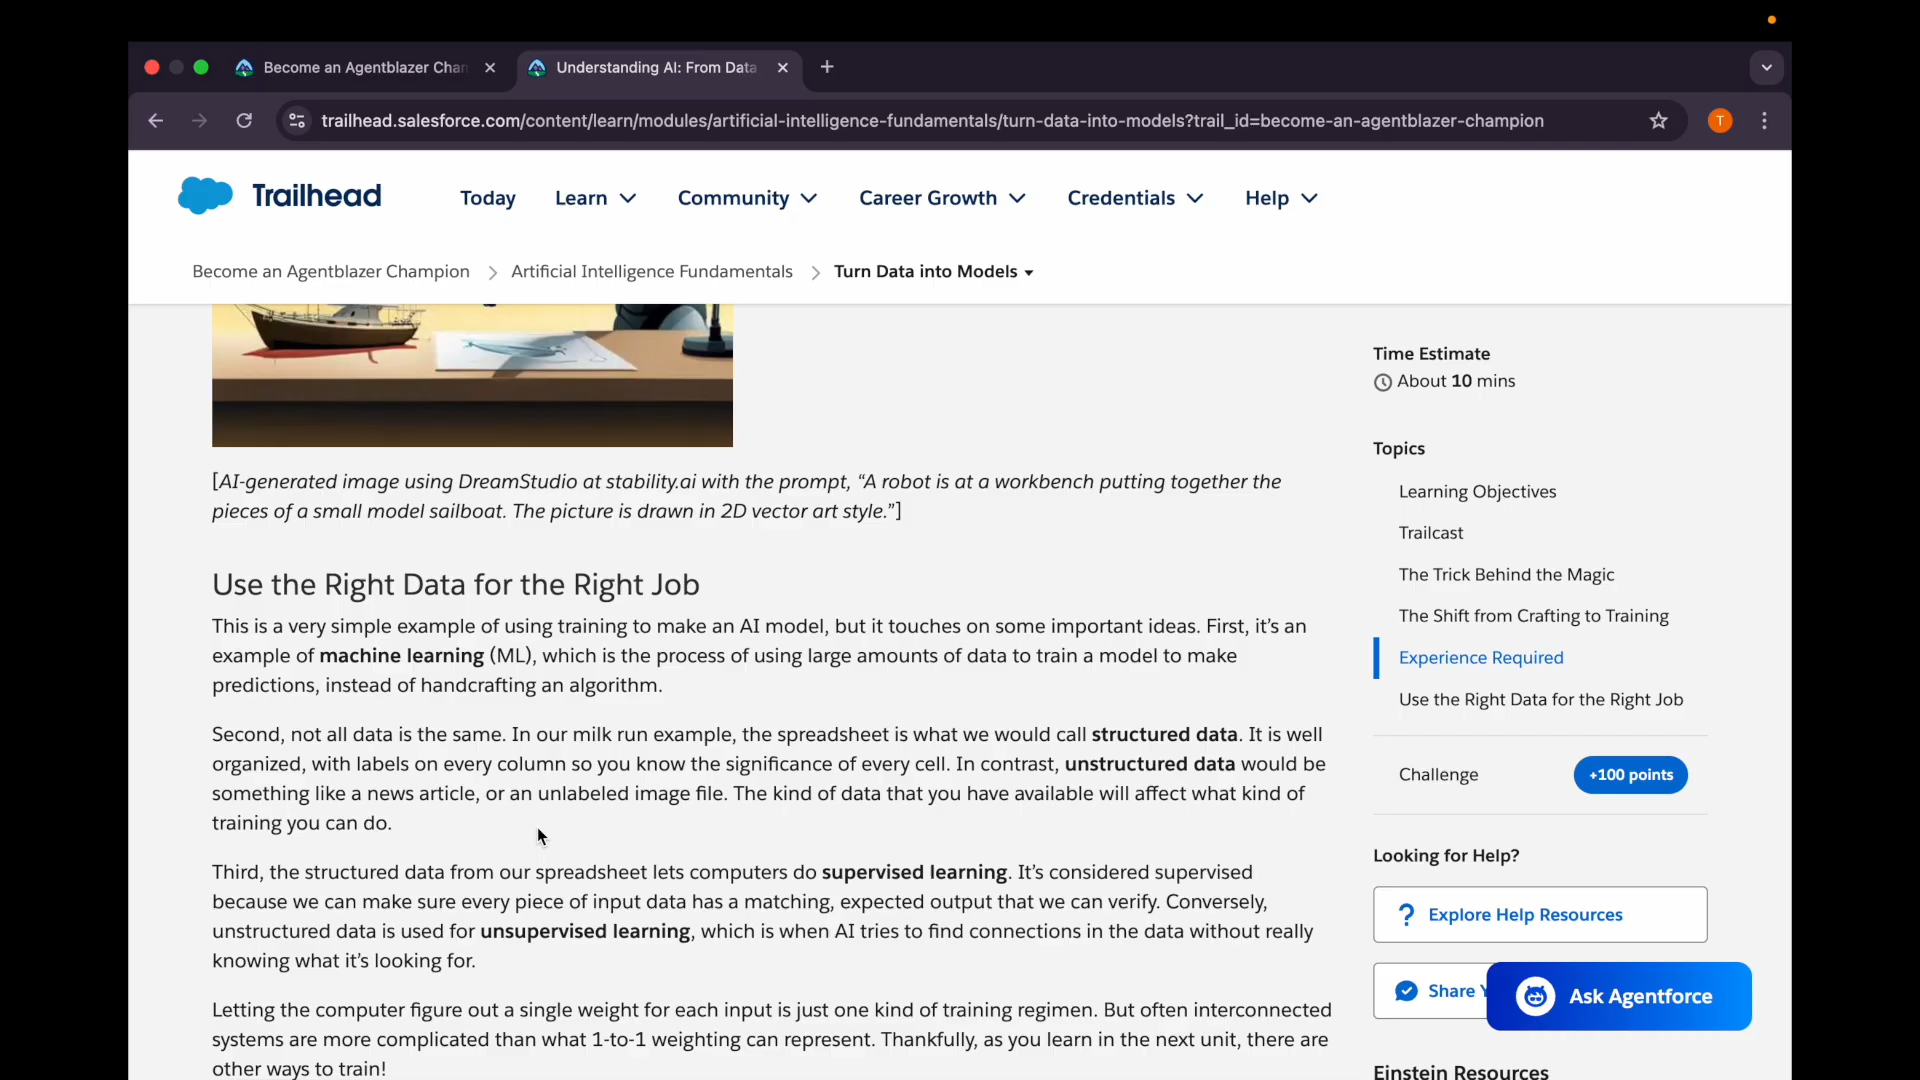 Become an Agentblazer Chan
Understanding AI: From Data
trailhead.salesforce.com/content/learn/modules/artificial-intelligence-fundamentals/turn-data-into-models?trail_id=become-an-agentblazer-champion
T
Trailhead
Today
Learn
Community
Career Growth
Credentials
Help
Become an Agentblazer Champion
Artificial Intelligence Fundamentals
Turn Data into Models
[AI-generated image using DreamStudio at stability.ai with the prompt, “A robot is at a workbench putting together the
pieces of a small model sailboat. The picture is drawn in 2D vector art style.”]
Use the Right Data for the Right Job
This is a very simple example of using training to make an AI model, but it touches on some important ideas. First, it’s an
example of machine learning (ML), which is the process of using large amounts of data to train a model to make
predictions, instead of handcrafting an algorithm.
Second, not all data is the same. In our milk run example, the spreadsheet is what we would call structured data. It is well
organized, with labels on every column so you know the significance of every cell. In contrast, unstructured data would be
something like a news article, or an unlabeled image file. The kind of data that you have available will affect what kind of
training you can do.
Third, the structured data from our spreadsheet lets computers do supervised learning. It’s considered supervised
because we can make sure every piece of input data has a matching, expected output that we can verify. Conversely,
unstructured data is used for unsupervised learning, which is when AI tries to find connections in the data without really
knowing what it’s looking for.
Letting the computer figure out a single weight for each input is just one kind of training regimen. But often interconnected
systems are more complicated than what 1-to-1 weighting can represent. Thankfully, as you learn in the next unit, there are
other ways to train!
Time Estimate
About 10 mins
Topics
Learning Objectives
Trailcast
The Trick Behind the Magic
The Shift from Crafting to Training
Experience Required
Use the Right Data for the Right Job
Challenge
+100 points
Looking for Help?
Explore Help Resources
Share
Ask Agentforce
Einstein Resources